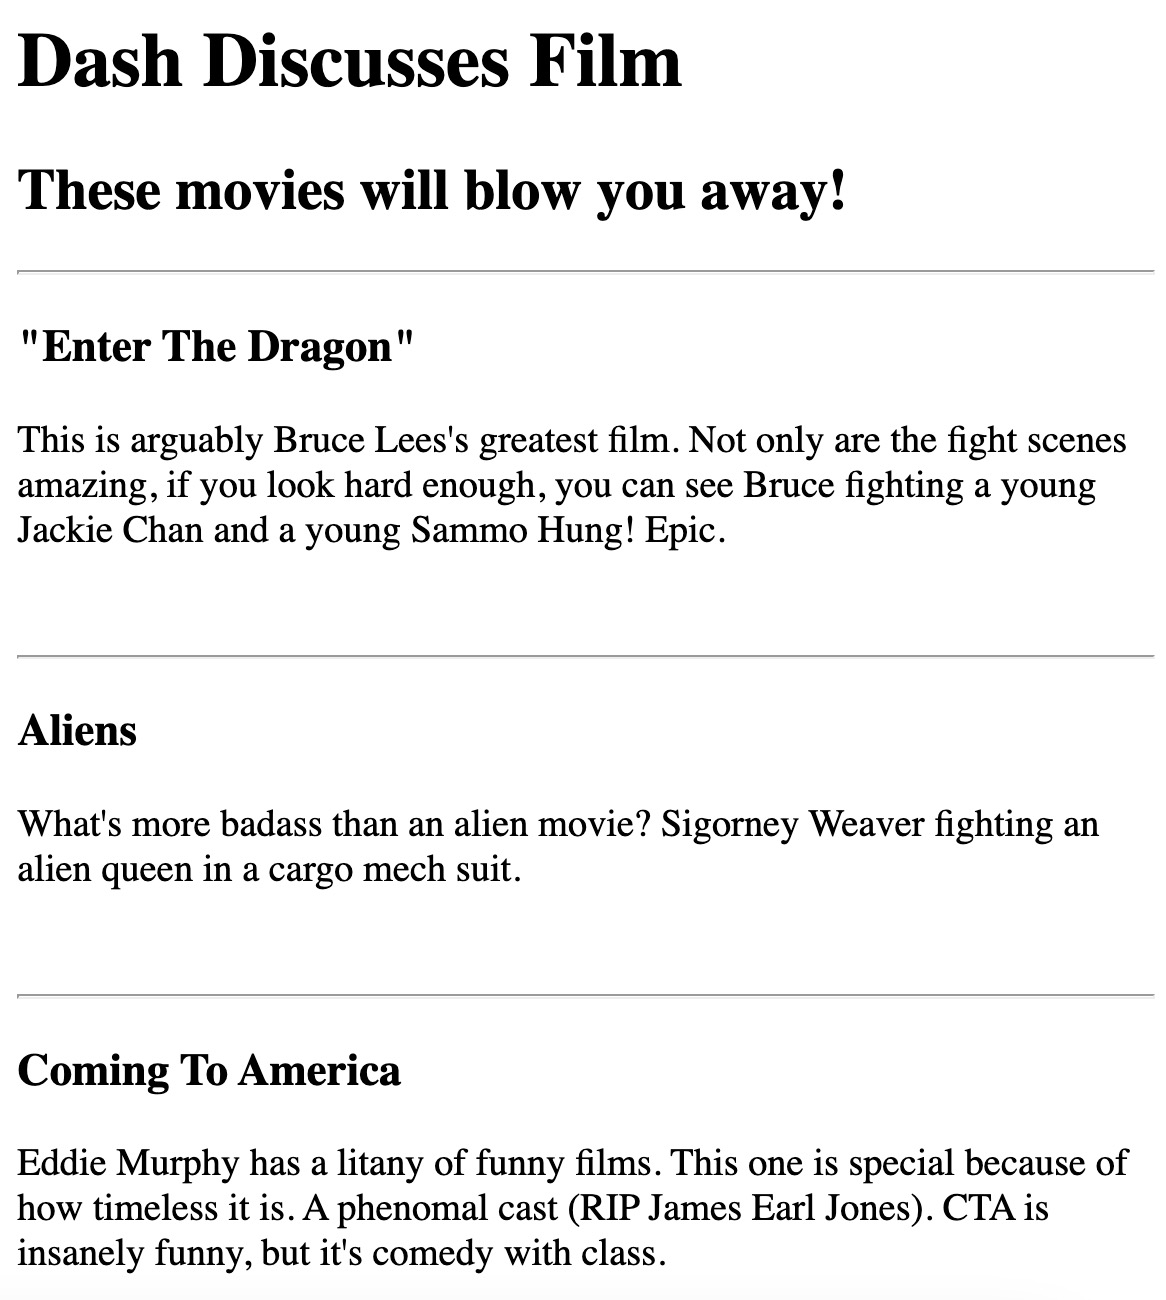 Dash Discusses Film
These movies will blow you away!
"Enter The Dragon"
This is arguably Bruce Lees's greatest film. Not only are the fight scenes
amazing, if you look hard enough, you can see Bruce fighting a young
Jackie Chan and a young Sammo Hung! Epic.
Aliens
What's more badass than an alien movie? Sigorney Weaver fighting an
alien queen in a cargo mech suit.
Coming To America
Eddie Murphy has a litany of funny films. This one is special because of
how timeless it is. A phenomal cast (RIP James Earl Jones). CTA is
insanely funny, but it's comedy with class.